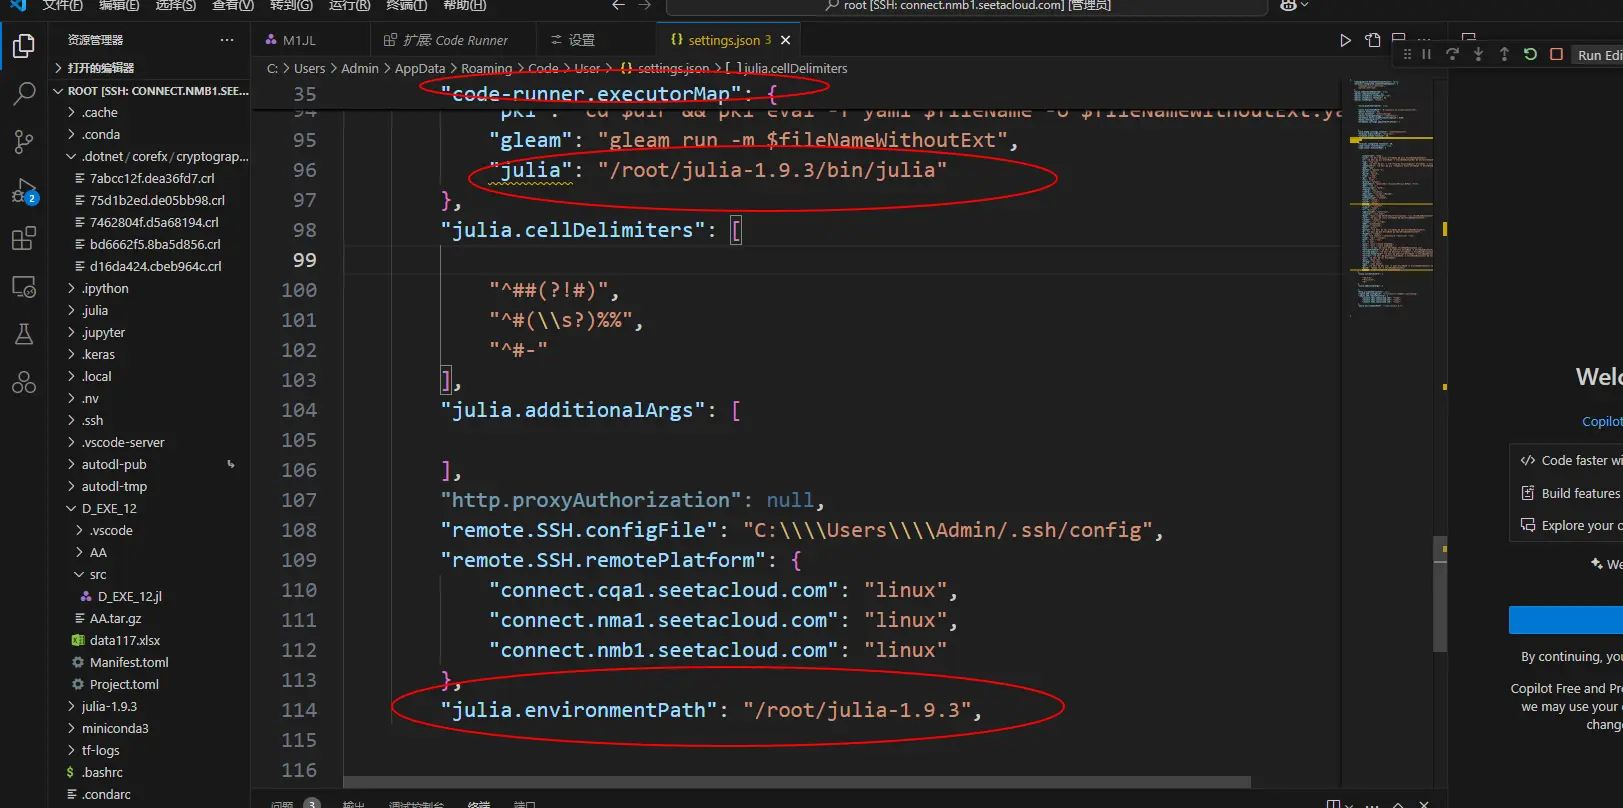 文件(F) 编辑(E) 选择(S) 查看(V) 转到(G) 运行(R) 终端(T) 帮助(H)
root [SSH: connect.nmb1.seetacloud.com] [管理员]
资源管理器 ···
M1JL
扩展: Code Runner
设置
{} settings.json 3
Run Edi
打开的编辑器
C: > Users > Admin > AppData > Roaming > Code > User > {} settings.json > [ ] julia.cellDelimiters
ROOT [SSH: CONNECT.NMB1.SEE...
.cache
.conda
.dotnet / corefx / cryptograp...
7abcc12f.dea36fd7.crl
75d1b2ed.de05bb98.crl
7462804f.d5a68194.crl
bd6662f5.8ba5d856.crl
d16da424.cbeb964c.crl
.ipython
.julia
.jupyter
.keras
.local
.nv
.ssh
.vscode-server
autodl-pub
autodl-tmp
D_EXE_12
.vscode
AA
src
D_EXE_12.jl
AA.tar.gz
data117.xlsx
Manifest.toml
Project.toml
julia-1.9.3
miniconda3
tf-logs
$ .bashrc
.condarc
2
35 "code-runner.executorMap": {
94 "pkl": "cd $dir && pkl eval -f yaml $fileName -o $fileNameWithoutExt.ya
95 "gleam": "gleam run -m $fileNameWithoutExt",
96 "julia": "/root/julia-1.9.3/bin/julia"
97 },
98 "julia.cellDelimiters": [
99
100 "^##(?!#)",
101 "^#(\\s?)%%",
102 "^#-"
103 ],
104 "julia.additionalArgs": [
105
106 ],
107 "http.proxyAuthorization": null,
108 "remote.SSH.configFile": "C:\\\\Users\\\\Admin/.ssh/config",
109 "remote.SSH.remotePlatform": {
110 "connect.cqa1.seetacloud.com": "linux",
111 "connect.nma1.seetacloud.com": "linux",
112 "connect.nmb1.seetacloud.com": "linux"
113 },
114 "julia.environmentPath": "/root/julia-1.9.3",
115
116
问题 3 输出 调试控制台 终端 端口
Welc
Copilot
Code faster wi
Build features
Explore your c
We
By continuing, you
Copilot Free and Pro
we may use your
change